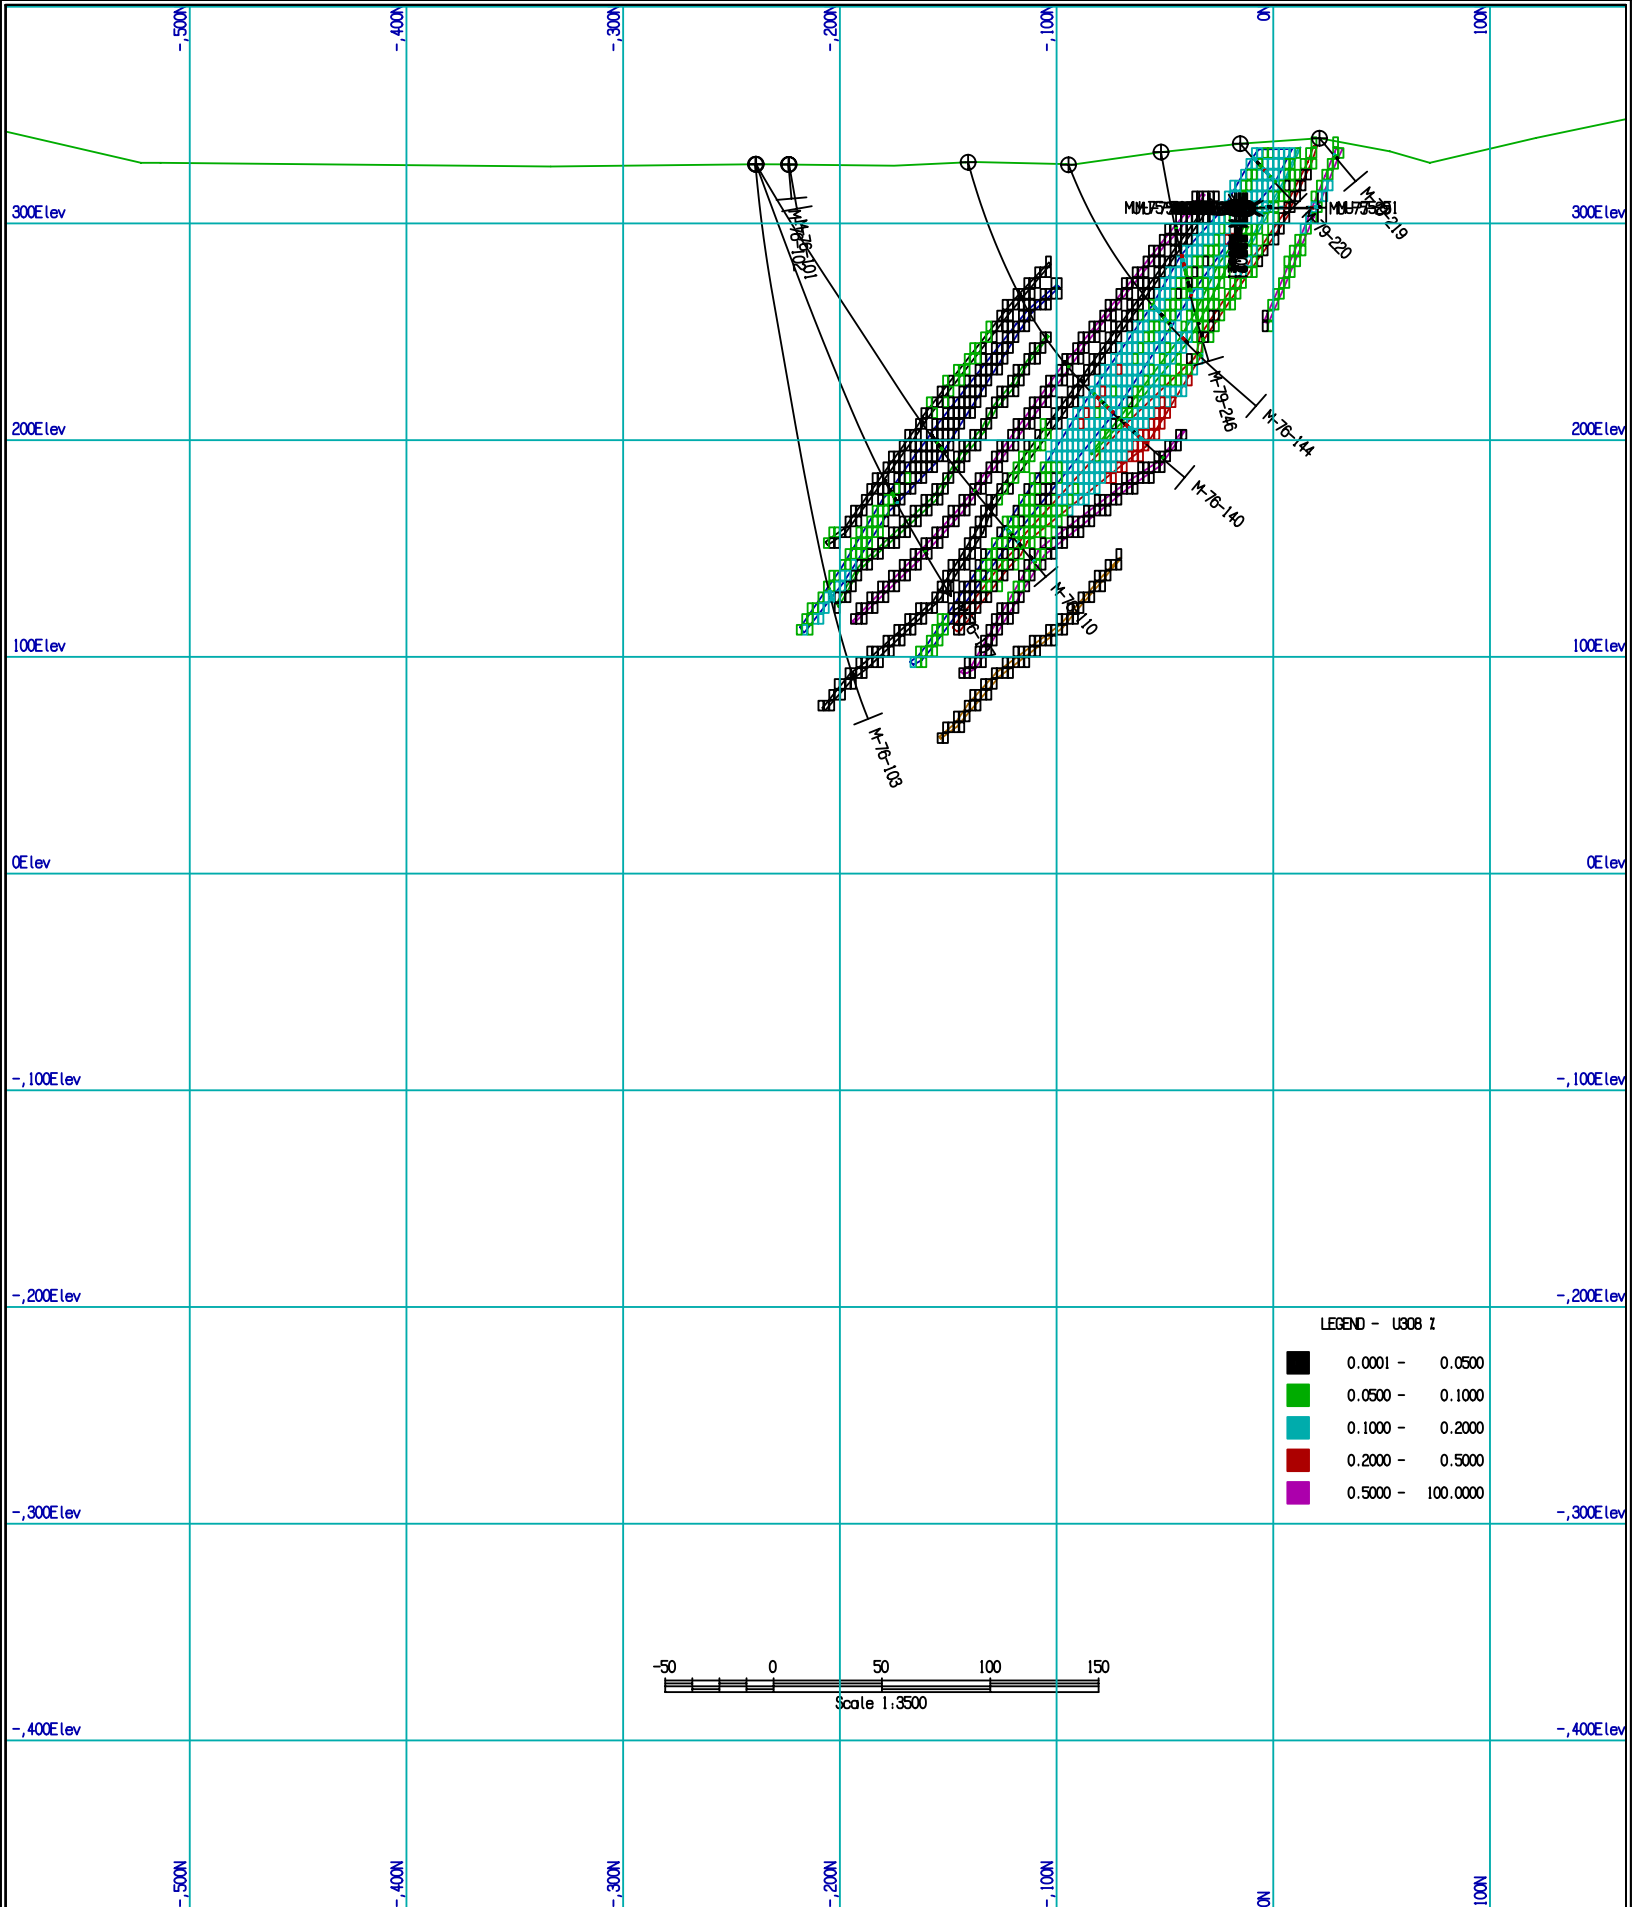 -,500N
-,400N
-,300N
-,200N
-,100N
0N
100N
300Elev
300Elev
M-76-102
M-76-101
M-79-220
M-79-219
200Elev
200Elev
M-79-246
M-76-144
M-76-140
M-76-110
100Elev
100Elev
M-76-103
0Elev
0Elev
-,100Elev
-,100Elev
-,200Elev
-,200Elev
LEGEND - U3O8 %
0.0001 - 0.0500
0.0500 - 0.1000
0.1000 - 0.2000
0.2000 - 0.5000
0.5000 - 100.0000
-,300Elev
-,300Elev
-50 0 50 100 150
Scale 1:3500
-,400Elev
-,400Elev
-,500N
-,400N
-,300N
-,200N
-,100N
0N
100N